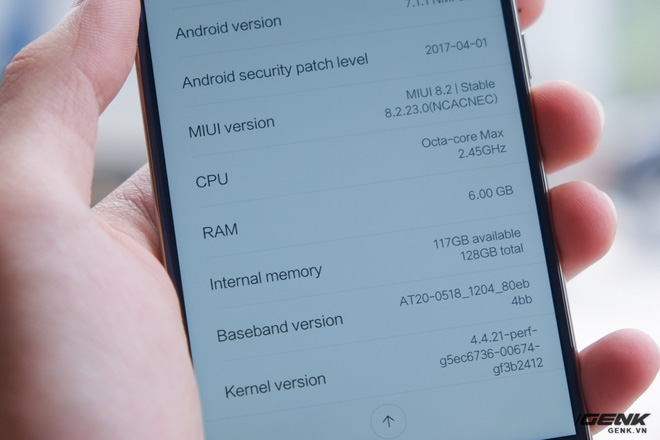 Android version
Android security patch level
2017-04-01
MIUI version
MIUI 8.2 | Stable
8.2.23.0(NCACNEC)
CPU
Octa-core Max
2.45GHz
RAM
6.00 GB
Internal memory
117GB available
128GB total
Baseband version
AT20-0518_1204_80eb
4bb
Kernel version
4.4.21-perf-
g5ec6736-00674-
gf3b2412
GENK
GENK.VN